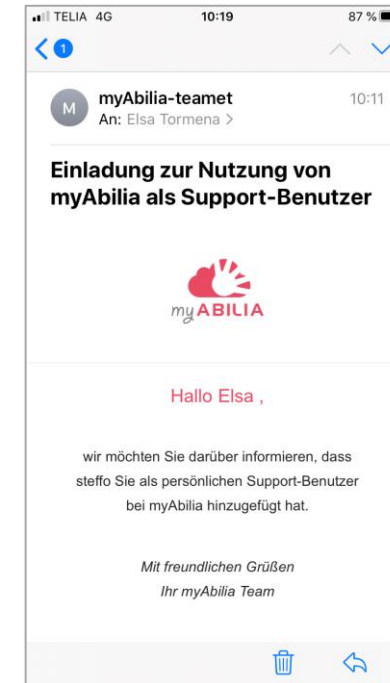 TELIA 4G 10:19 87 %
1
M
myAbilia-teamet 10:11
An: Elsa Tormena >
Einladung zur Nutzung von
myAbilia als Support-Benutzer
my ABILIA
Hallo Elsa ,
wir möchten Sie darüber informieren, dass
steffo Sie als persönlichen Support-Benutzer
bei myAbilia hinzugefügt hat.
Mit freundlichen Grüßen
Ihr myAbilia Team